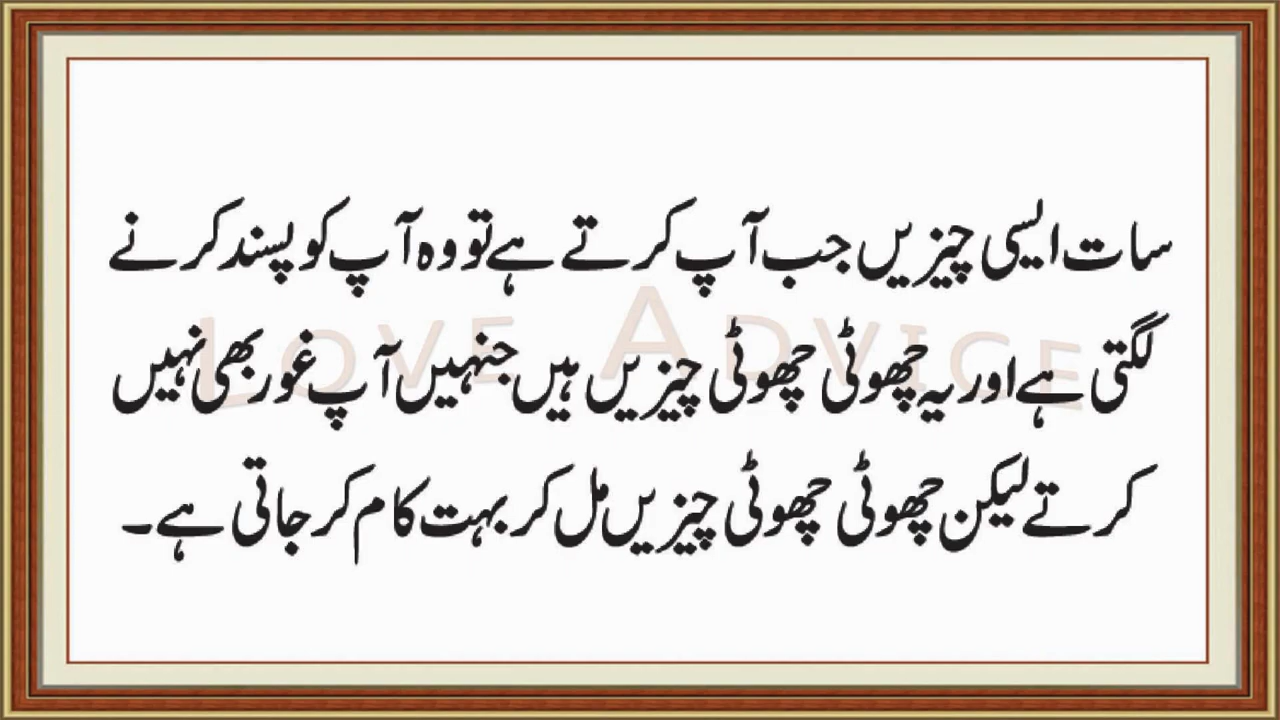 سات ایسی چیزیں جب آپ کرتے ہے تو وہ آپ کو پسند کرنے
لگتی ہے اور یہ چھوٹی چھوٹی چیزیں ہیں جنہیں آپ غور بھی نہیں
کرتے لیکن چھوٹی چھوٹی چیزیں مل کر بہت کام کر جاتی ہے۔
LOVE ADVICE